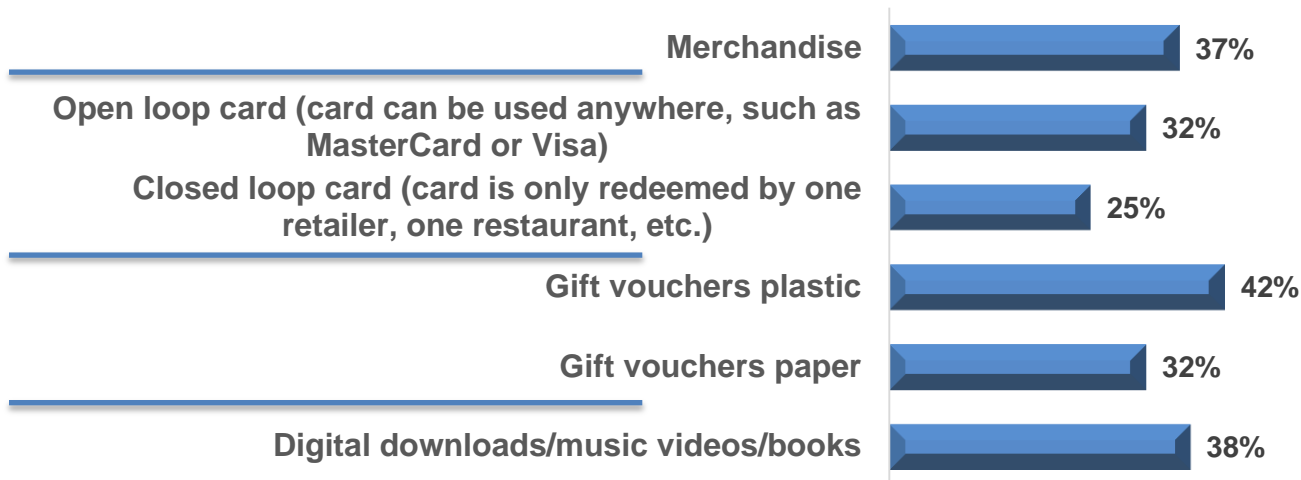 Merchandise 37%
Open loop card (card can be used anywhere, such as
MasterCard or Visa) 32%
Closed loop card (card is only redeemed by one
retailer, one restaurant, etc.) 25%
Gift vouchers plastic 42%
Gift vouchers paper 32%
Digital downloads/music videos/books 38%